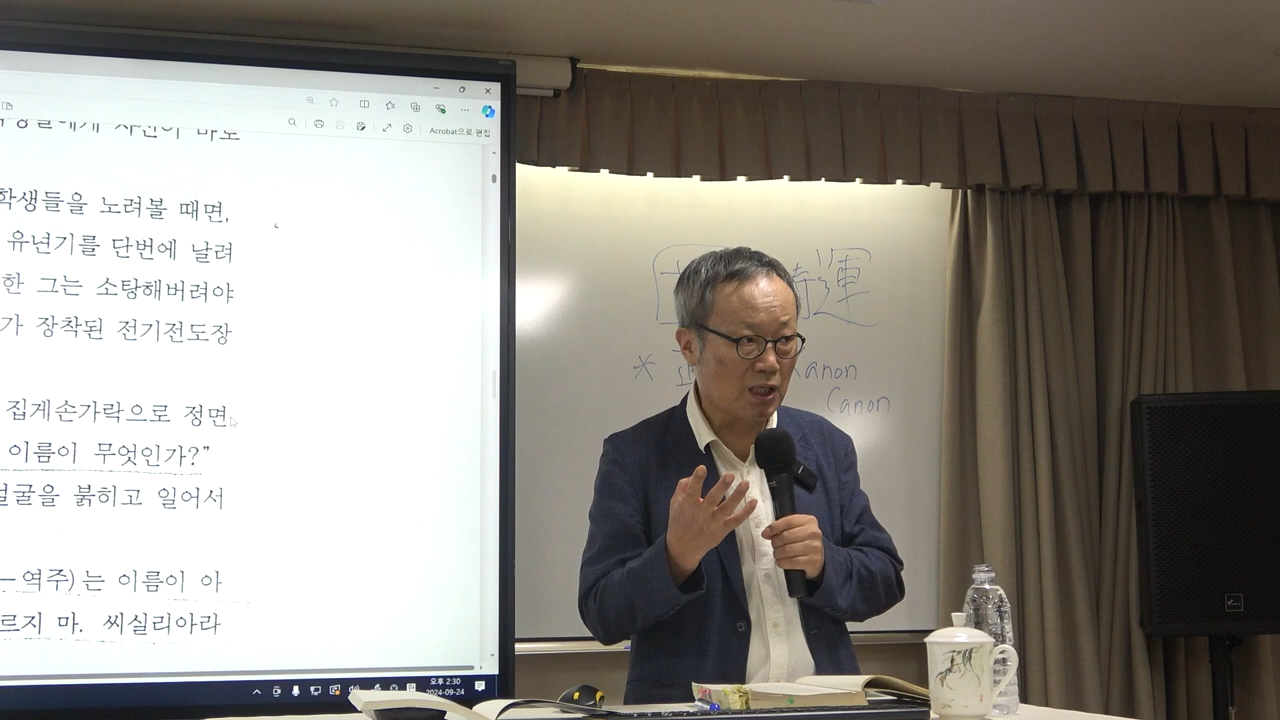 Acrobat으로 편집
학생들을 노려볼 때면,
유년기를 단번에 날려
한 그는 소탕해버려야
가 장착된 전기전도장
집게손가락으로 정면
이름이 무엇인가?"
얼굴을 붉히고 일어서
—역주)는 이름이 아
르지 마. 씨실리아라
오후 2:30
2024-09-24
運
* Kanon
Canon